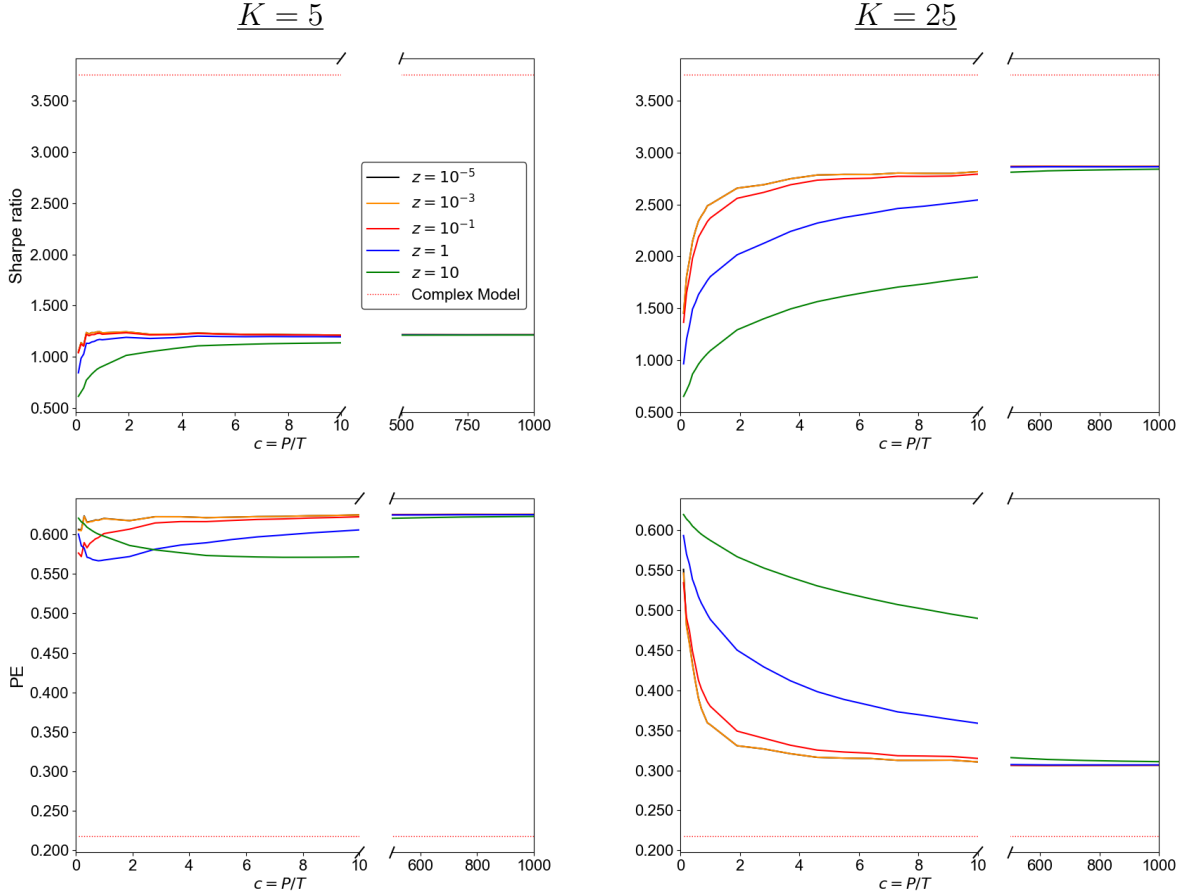 K = 5
K = 25
Sharpe ratio
3.500
3.000
2.500
2.000
1.500
1.000
0.500
0 2 4 6 8 10 500 750 1000
c = P/T
z = 10⁻⁵
z = 10⁻³
z = 10⁻¹
z = 1
z = 10
Complex Model
3.500
3.000
2.500
2.000
1.500
1.000
0.500
0 2 4 6 8 10 600 800 1000
c = P/T
PE
0.600
0.550
0.500
0.450
0.400
0.350
0.300
0.250
0.200
0 2 4 6 8 10 600 800 1000
c = P/T
0.600
0.550
0.500
0.450
0.400
0.350
0.300
0.250
0.200
0 2 4 6 8 10 600 800 1000
c = P/T